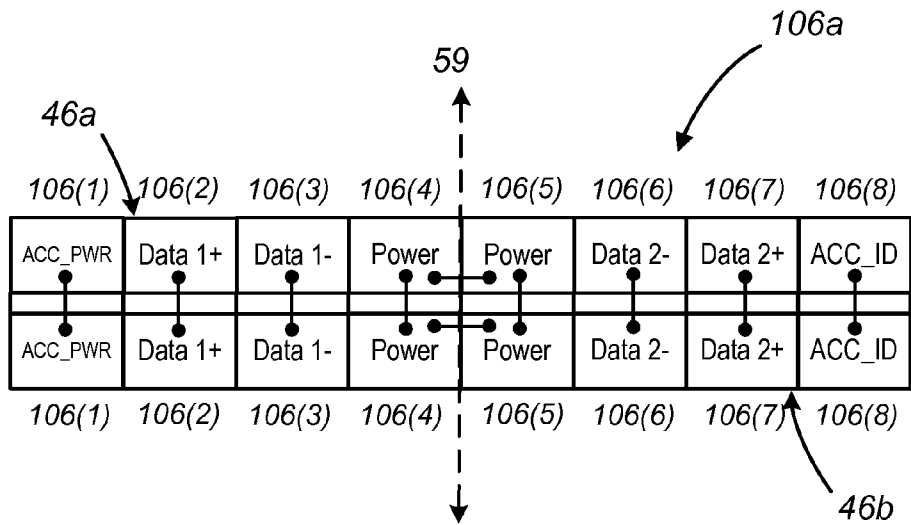 106a
59
46a
106(1) 106(2) 106(3) 106(4) 106(5) 106(6) 106(7) 106(8)
ACC_PWR Data 1+ Data 1- Power Power Data 2- Data 2+ ACC_ID
ACC_PWR Data 1+ Data 1- Power Power Data 2- Data 2+ ACC_ID
106(1) 106(2) 106(3) 106(4) 106(5) 106(6) 106(7) 106(8)
46b